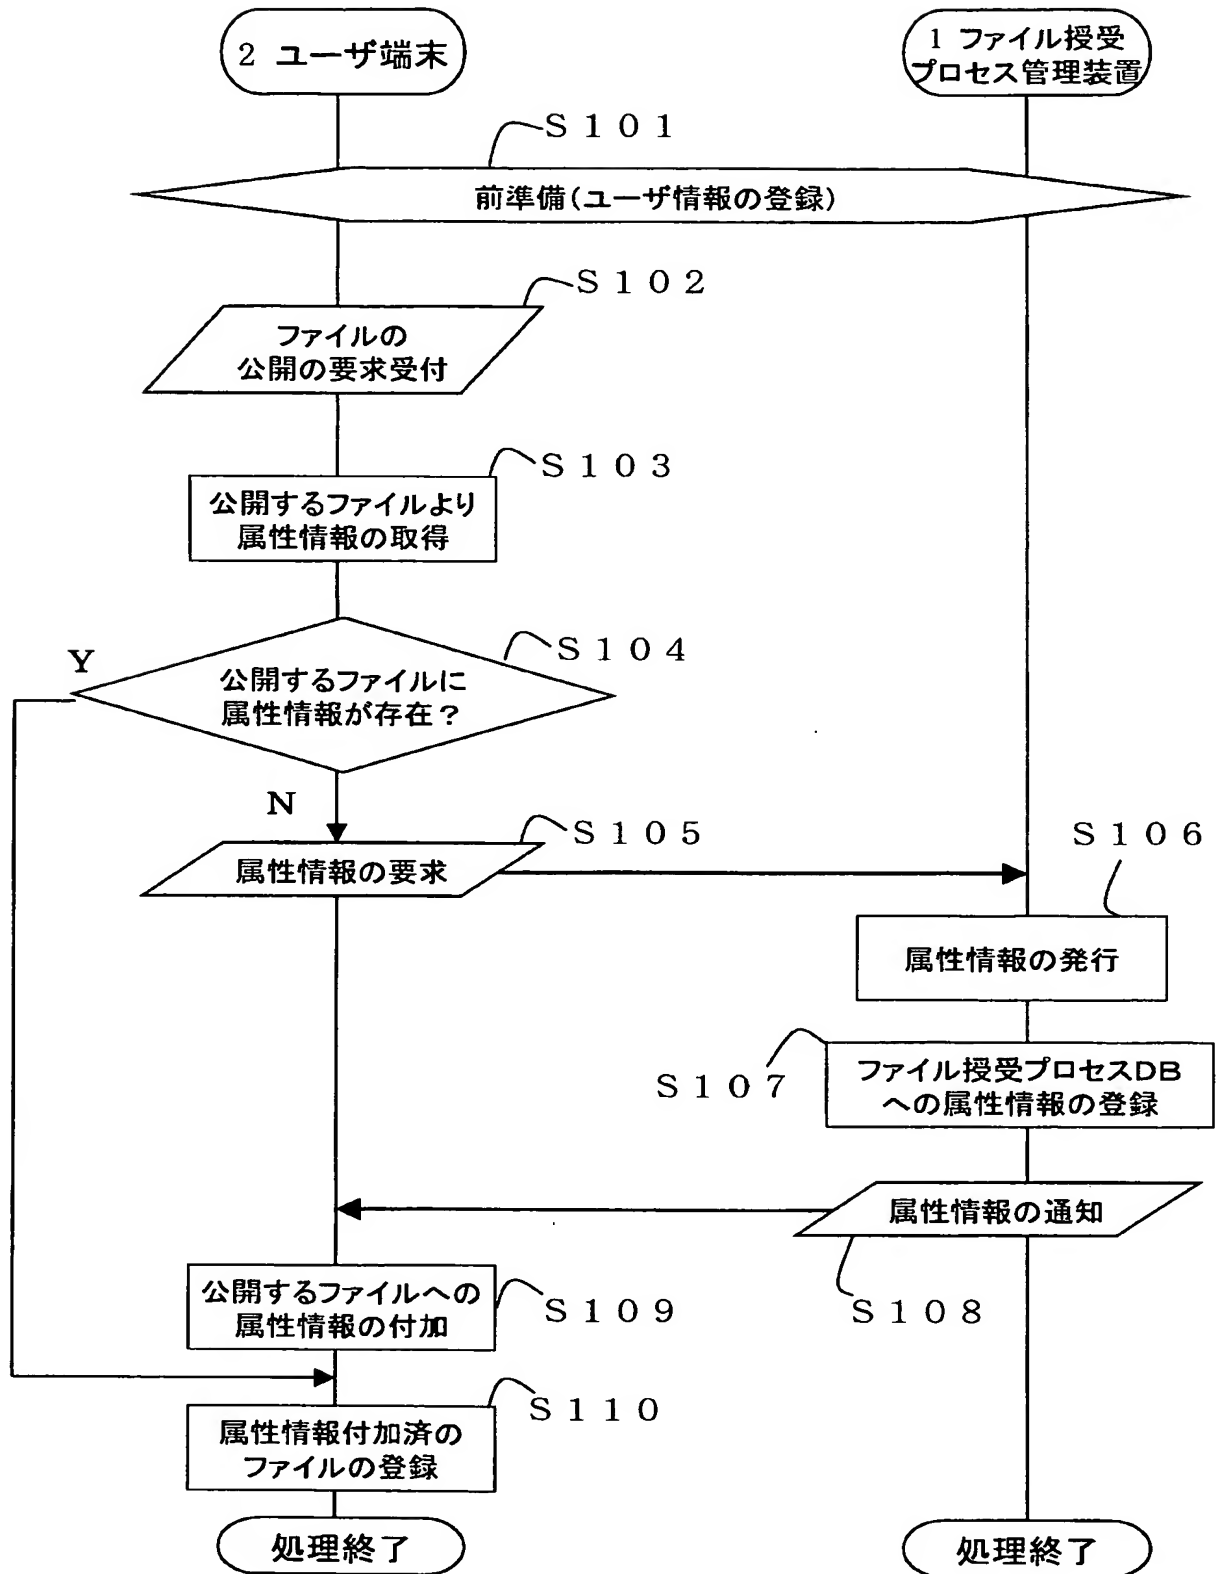 2 ユーザ端末
1 ファイル授受
プロセス管理装置
S101
前準備(ユーザ情報の登録)
S102
ファイルの
公開の要求受付
S103
公開するファイルより
属性情報の取得
S104
Y
公開するファイルに
属性情報が存在?
N
S105
属性情報の要求
S106
属性情報の発行
S107
ファイル授受プロセスDB
への属性情報の登録
属性情報の通知
S108
公開するファイルへの
属性情報の付加
S109
S110
属性情報付加済の
ファイルの登録
処理終了
処理終了